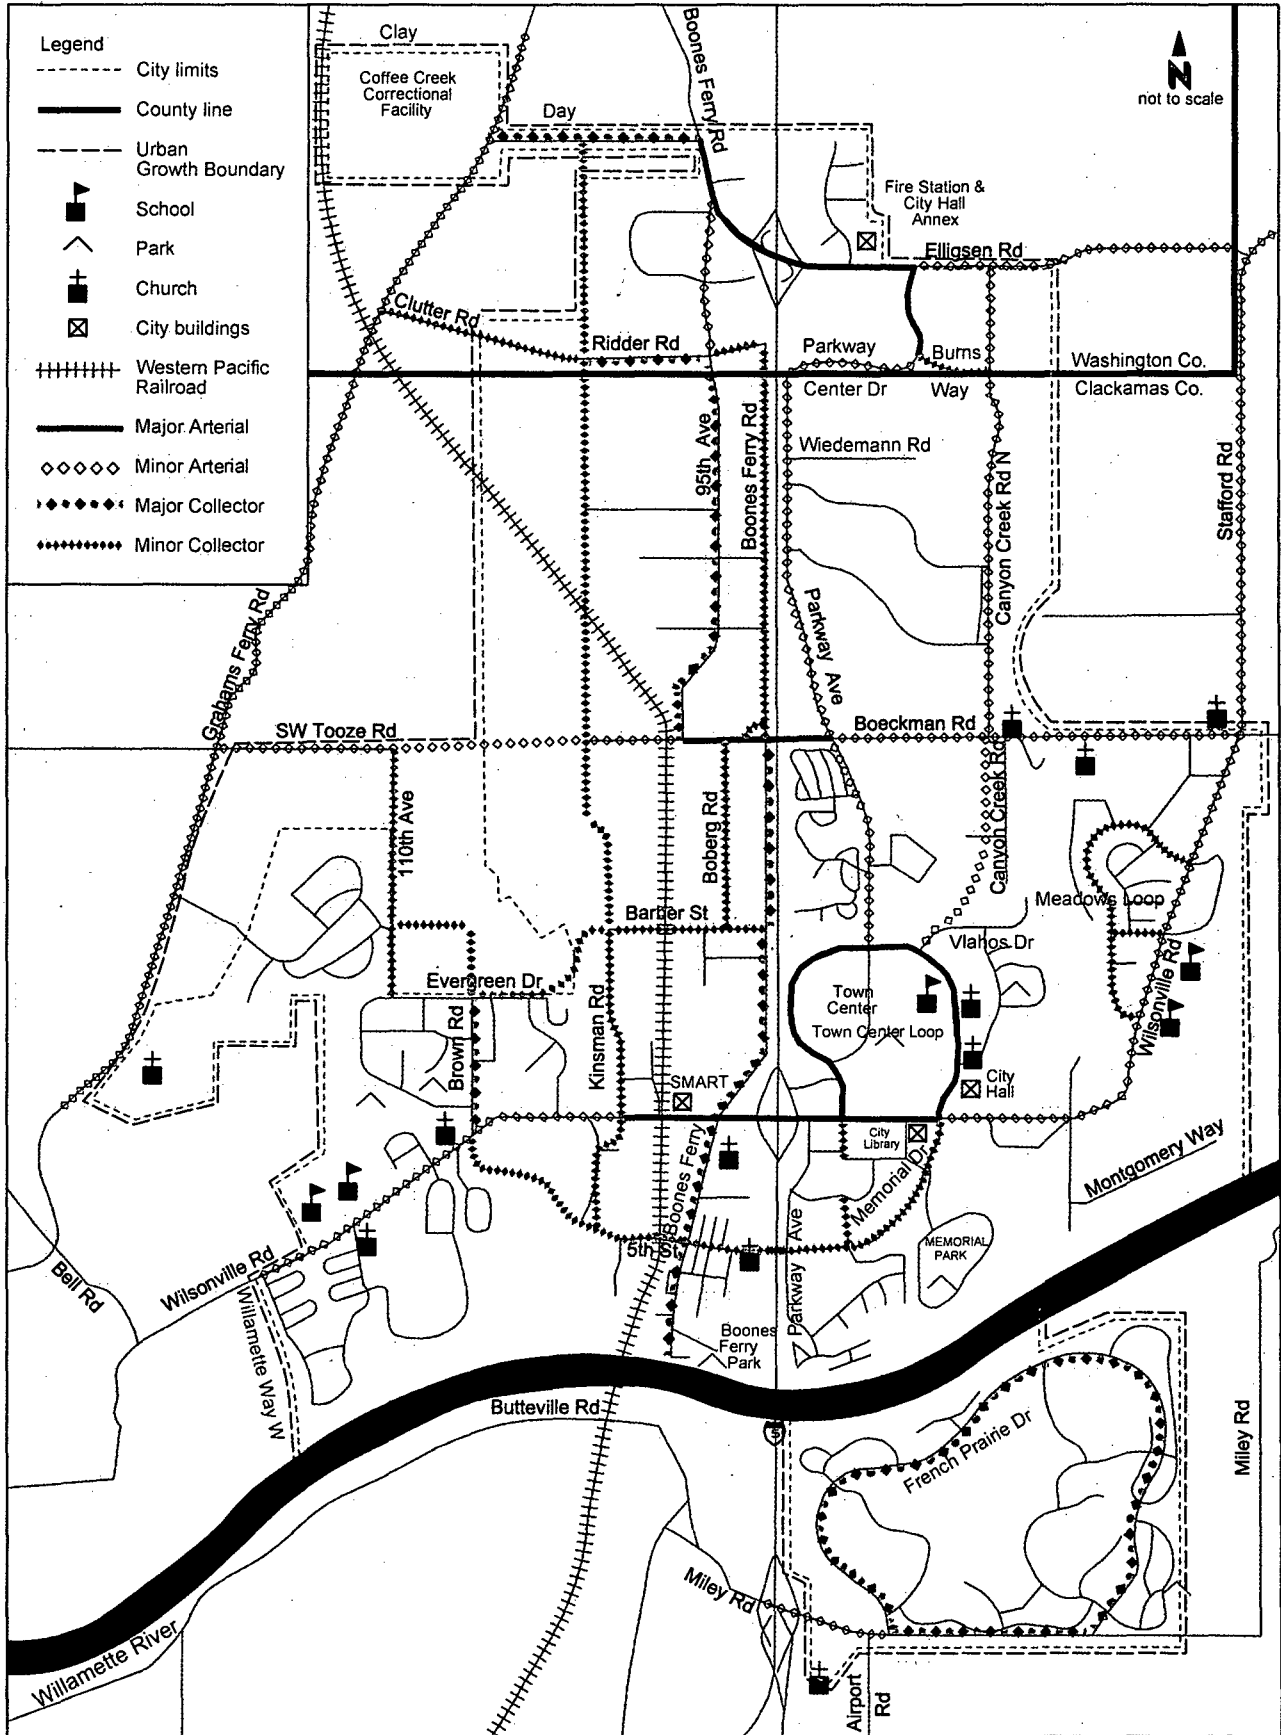 Legend
City limits
County line
Urban
Growth Boundary
School
Park
Church
City buildings
Western Pacific
Railroad
Major Arterial
Minor Arterial
Major Collector
Minor Collector
Clay
Coffee Creek
Correctional
Facility
Day
Boones Ferry Rd
N
not to scale
Fire Station &
City Hall
Annex
Elligsen Rd
Clutter Rd
Ridder Rd
Parkway
Center Dr
Burns
Way
Washington Co.
Clackamas Co.
95th Ave
Boones Ferry Rd
Wiedemann Rd
Canyon Creek Rd N
Stafford Rd
Parkway Ave
Grahams Ferry Rd
SW Tooze Rd
Boeckman Rd
110th Ave
Boberg Rd
Canyon Creek Rd
Meadows Loop
Barber St
Vlahos Dr
Evergreen Dr
Town
Center
Town Center Loop
Wilsonville Rd
Brown Rd
Kinsman Rd
SMART
City
Hall
City
Library
Memorial Dr
Montgomery Way
Boones Ferry
5th St
Parkway Ave
MEMORIAL
PARK
Bell Rd
Wilsonville Rd
Willamette Way W
Boones
Ferry
Park
Butteville Rd
5
French Prairie Dr
Miley Rd
Miley Rd
Willamette River
Airport
Rd